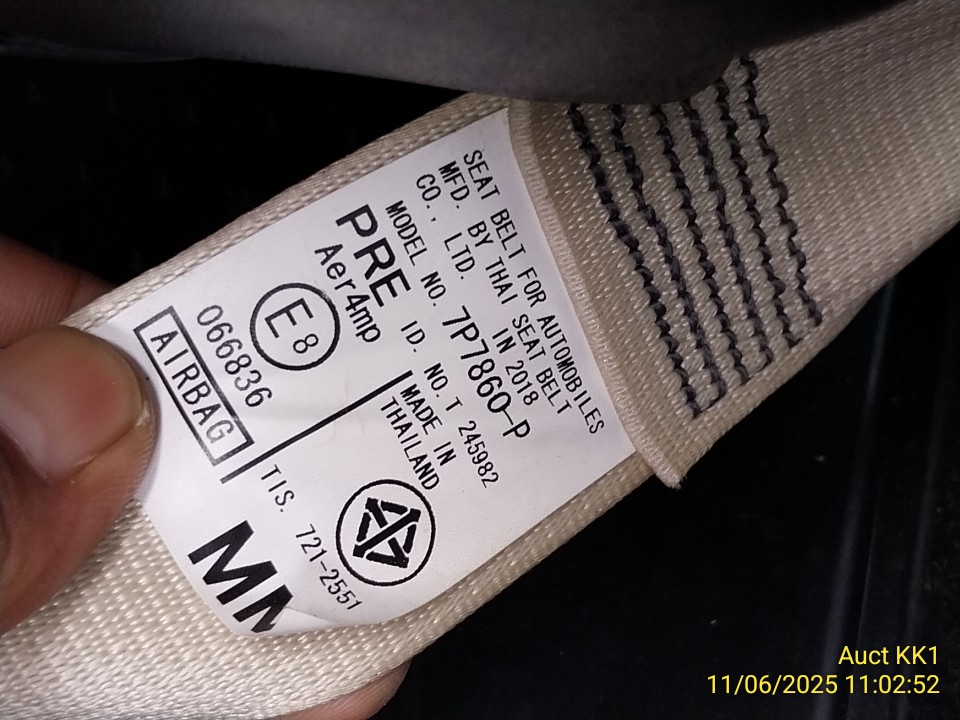 SEAT BELT FOR AUTOMOBILES
MFD. BY THAI SEAT BELT
CO., LTD. IN 2018
MODEL NO. 7P7860-P
PRE ID. NO. T 245982
Aer4mp
MADE IN
THAILAND
E8
066836
AIRBAG
TIS. 721-2551
MM
Auct KK1
11/06/2025 11:02:52